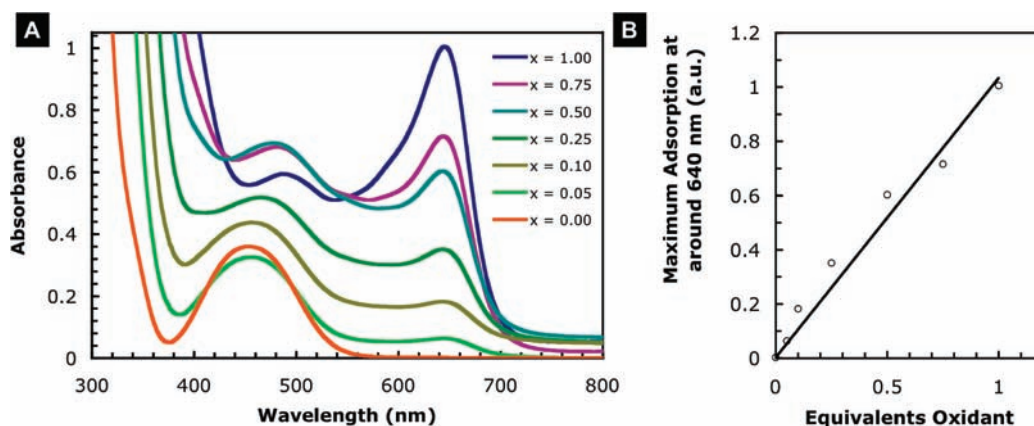 A
1
0.8
0.6
0.4
0.2
0
Absorbance
300 400 500 600 700 800
Wavelength (nm)
x = 1.00
x = 0.75
x = 0.50
x = 0.25
x = 0.10
x = 0.05
x = 0.00
B
Maximum Adsorption at
around 640 nm (a.u.)
1.2
1
0.8
0.6
0.4
0.2
0
0 0.5 1
Equivalents Oxidant